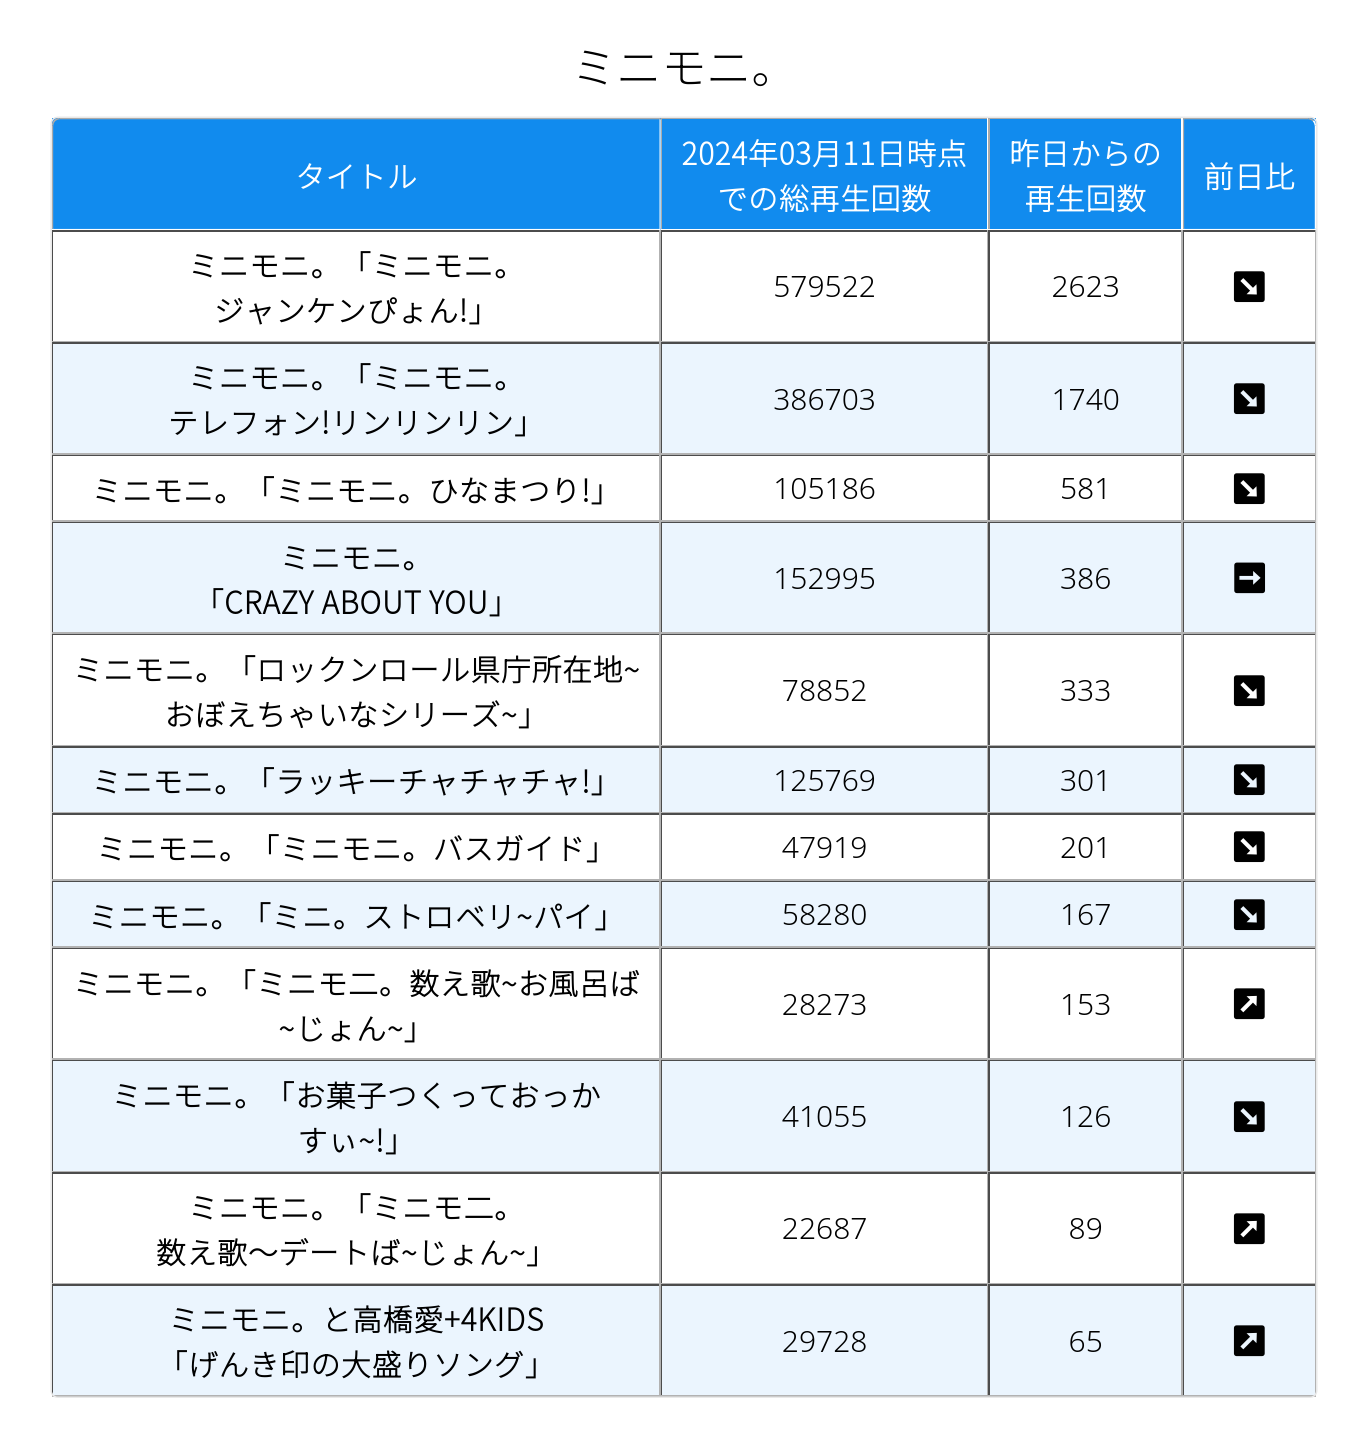 ミニモニ。
タイトル
2024年03月11日時点
での総再生回数
昨日からの
再生回数
前日比
ミニモニ。「ミニモニ。
ジャンケンぴょん!」
579522
2623
ミニモニ。「ミニモニ。
テレフォン!リンリンリン」
386703
1740
ミニモニ。「ミニモニ。ひなまつり!」
105186
581
ミニモニ。
「CRAZY ABOUT YOU」
152995
386
ミニモニ。「ロックンロール県庁所在地~
おぼえちゃいなシリーズ~」
78852
333
ミニモニ。「ラッキーチャチャチャ!」
125769
301
ミニモニ。「ミニモニ。バスガイド」
47919
201
ミニモニ。「ミニ。ストロベリ~パイ」
58280
167
ミニモニ。「ミニモ二。数え歌~お風呂ば
~じょん~」
28273
153
ミニモニ。「お菓子つくっておっか
すぃ~!」
41055
126
ミニモニ。「ミニモ二。
数え歌〜デートば~じょん~」
22687
89
ミニモニ。と高橋愛+4KIDS
「げんき印の大盛りソング」
29728
65